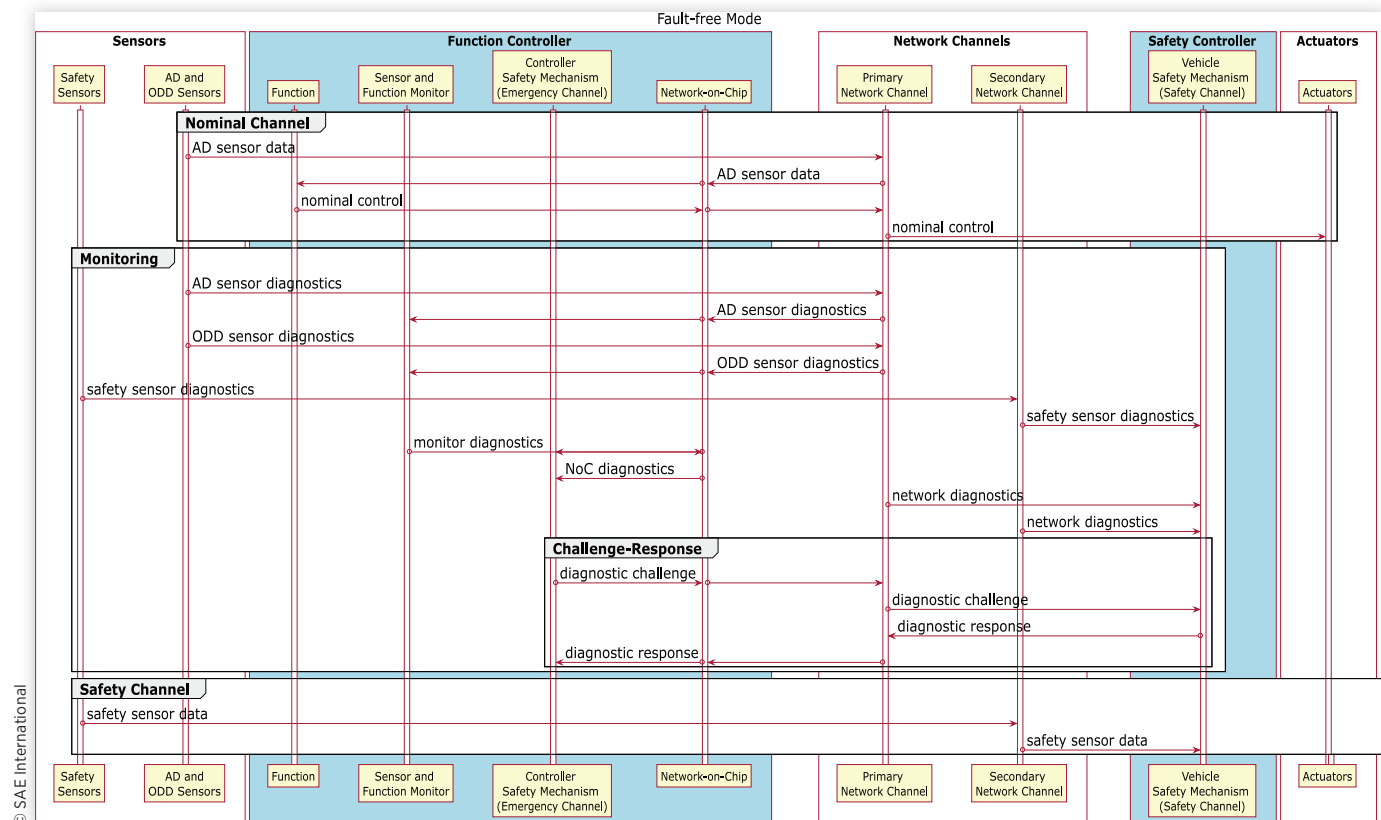 Fault-free Mode
Sensors
Function Controller
Network Channels
Safety Controller
Actuators
Safety
Sensors
AD and
ODD Sensors
Function
Sensor and
Function Monitor
Controller
Safety Mechanism
(Emergency Channel)
Network-on-Chip
Primary
Network Channel
Secondary
Network Channel
Vehicle
Safety Mechanism
(Safety Channel)
Actuators
Nominal Channel
AD sensor data
AD sensor data
nominal control
nominal control
Monitoring
AD sensor diagnostics
AD sensor diagnostics
ODD sensor diagnostics
ODD sensor diagnostics
safety sensor diagnostics
safety sensor diagnostics
monitor diagnostics
NoC diagnostics
network diagnostics
network diagnostics
Challenge-Response
diagnostic challenge
diagnostic challenge
diagnostic response
diagnostic response
Safety Channel
safety sensor data
safety sensor data
Safety
Sensors
AD and
ODD Sensors
Function
Sensor and
Function Monitor
Controller
Safety Mechanism
(Emergency Channel)
Network-on-Chip
Primary
Network Channel
Secondary
Network Channel
Vehicle
Safety Mechanism
(Safety Channel)
Actuators
© SAE International